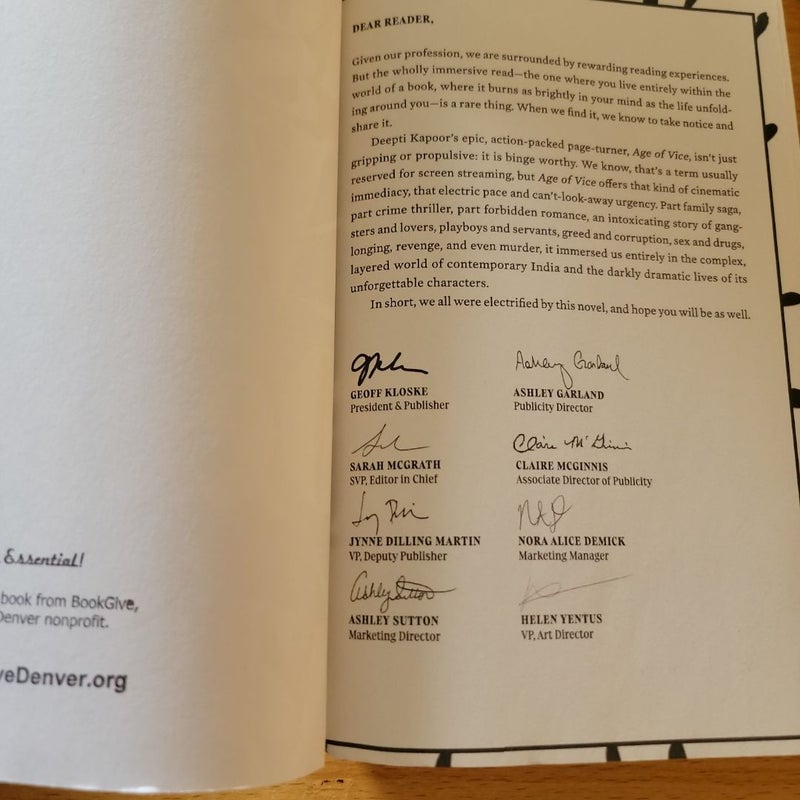 Essential!
book from BookGive,
Denver nonprofit.
veDenver.org
DEAR READER,
Given our profession, we are surrounded by rewarding reading experiences.
But the wholly immersive read—the one where you live entirely within the
world of a book, where it burns as brightly in your mind as the life unfold-
ing around you—is a rare thing. When we find it, we know to take notice and
share it.
Deepti Kapoor's epic, action-packed page-turner, Age of Vice, isn't just
gripping or propulsive: it is binge worthy. We know, that's a term usually
reserved for screen streaming, but Age of Vice offers that kind of cinematic
immediacy, that electric pace and can't-look-away urgency. Part family saga,
part crime thriller, part forbidden romance, an intoxicating story of gang-
sters and lovers, playboys and servants, greed and corruption, sex and drugs,
longing, revenge, and even murder, it immersed us entirely in the complex,
layered world of contemporary India and the darkly dramatic lives of its
unforgettable characters.
In short, we all were electrified by this novel, and hope you will be as well.
GEOFF KLOSKE
President & Publisher
Ashley Garland
ASHLEY GARLAND
Publicity Director
SARAH MCGRATH
SVP, Editor in Chief
Claire McGinnis
CLAIRE MCGINNIS
Associate Director of Publicity
JYNNE DILLING MARTIN
VP, Deputy Publisher
NORA ALICE DEMICK
Marketing Manager
Ashley Sutton
ASHLEY SUTTON
Marketing Director
HELEN YENTUS
VP, Art Director